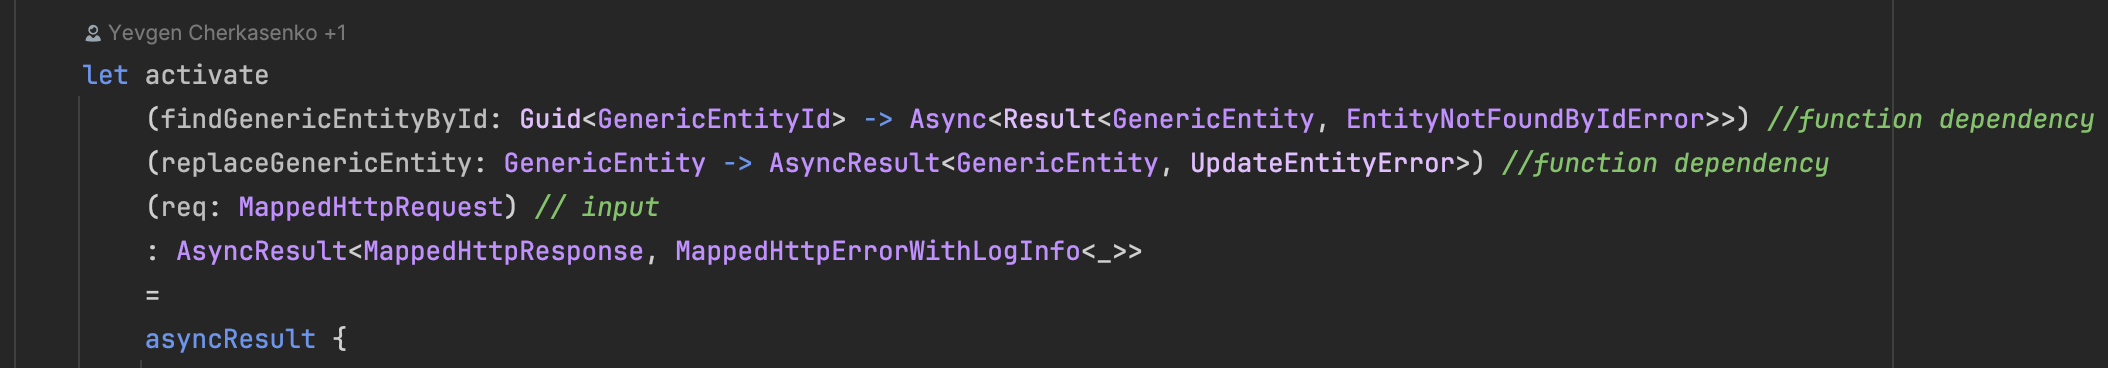 Yevgen Cherkasenko +1
let activate
(findGenericEntityById: Guid<GenericEntityId> -> Async<Result<GenericEntity, EntityNotFoundByIdError>>) //function dependency
(replaceGenericEntity: GenericEntity -> AsyncResult<GenericEntity, UpdateEntityError>) //function dependency
(req: MappedHttpRequest) // input
: AsyncResult<MappedHttpResponse, MappedHttpErrorWithLogInfo<_>>
=
asyncResult {